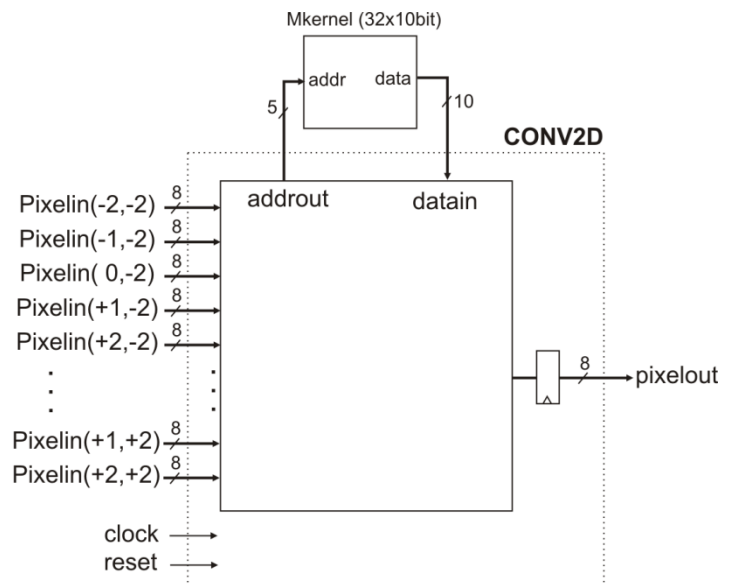 Mkernel (32x10bit)
addr data
5 10
CONV2D
addrout datain
Pixelin(-2,-2) 8
Pixelin(-1,-2) 8
Pixelin( 0,-2) 8
Pixelin(+1,-2) 8
Pixelin(+2,-2) 8
8 pixelout
Pixelin(+1,+2) 8
Pixelin(+2,+2) 8
clock
reset